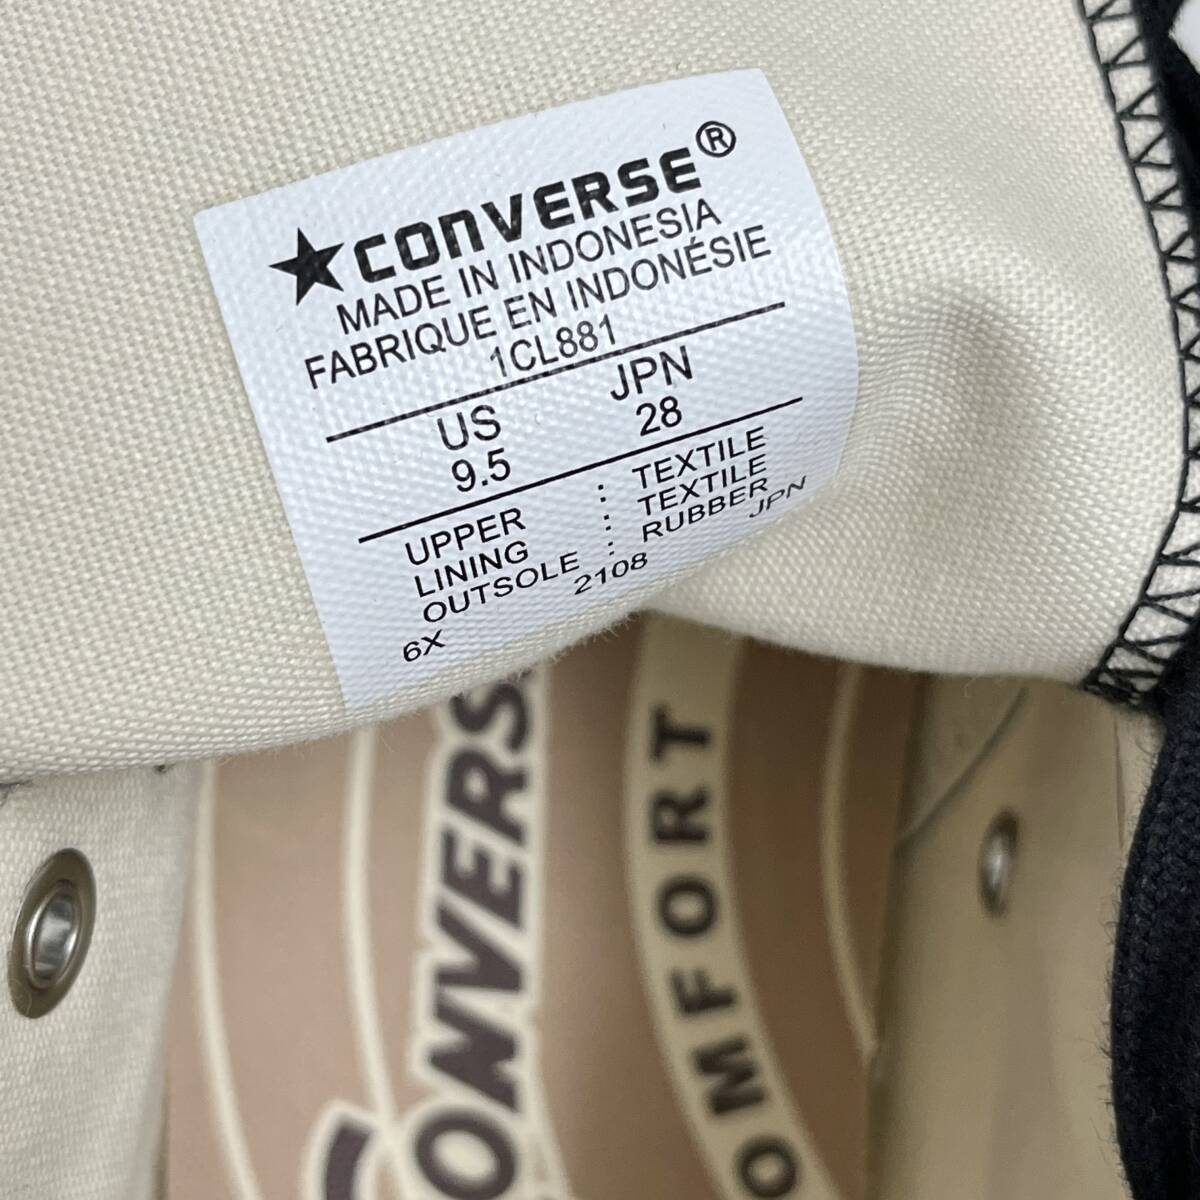 ★CONVERSE®
MADE IN INDONESIA
FABRIQUE EN INDONÉSIE
1CL881
US JPN
9.5 28
UPPER : TEXTILE
LINING : TEXTILE
OUTSOLE : RUBBER
6X 2108 JPN
CONVERSE
OMFORT